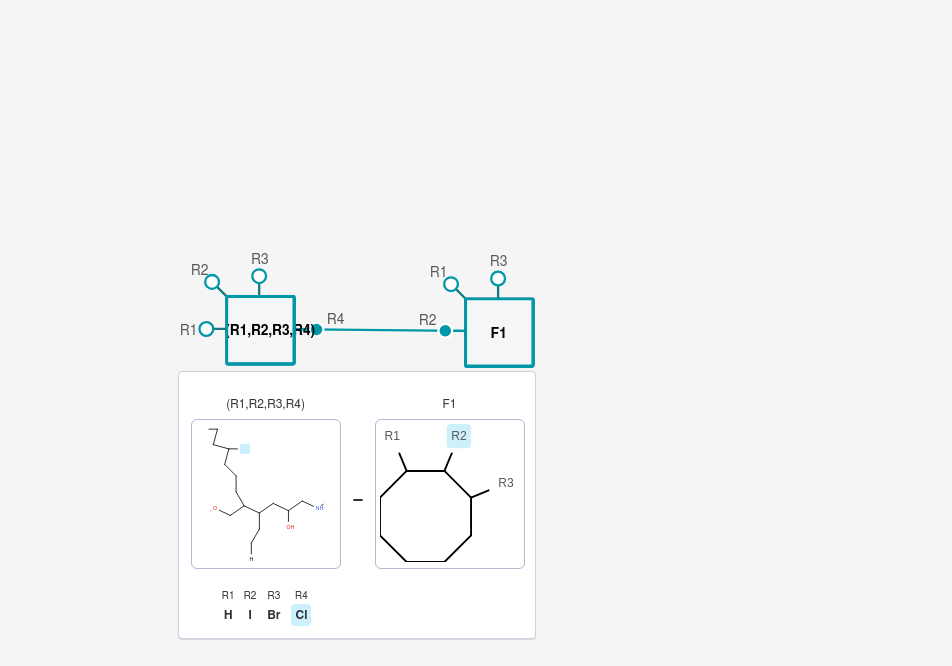 R2 R3 R1 R3
R1 (R1,R2,R3,R4) R4 R2 F1
(R1,R2,R3,R4) F1
R1 R2
R3
O OH H
R1 R2 R3 R4
H I Br Cl